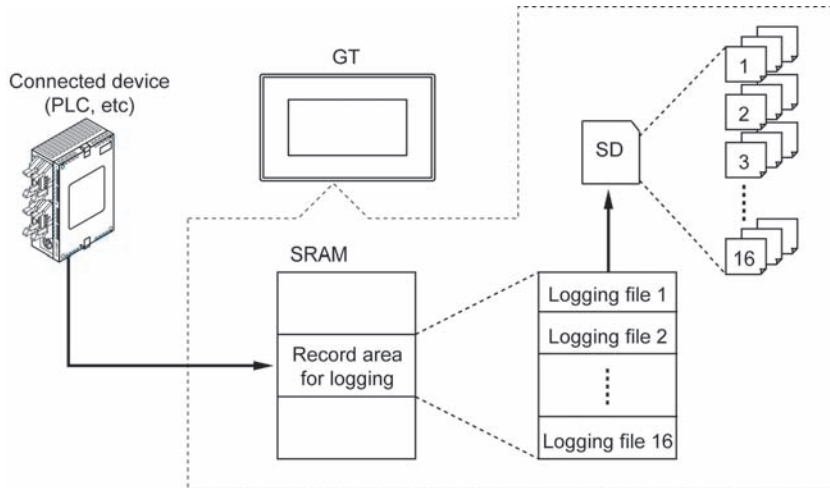 GT
Connected device
(PLC, etc)
SD
1
2
3
16
SRAM
Record area
for logging
Logging file 1
Logging file 2
Logging file 16